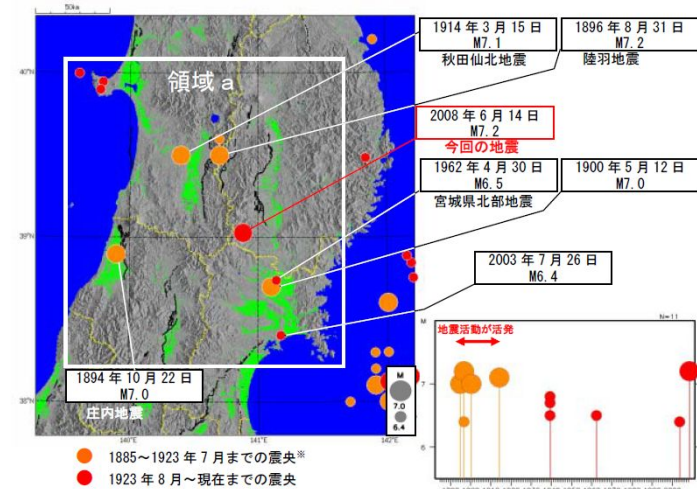 50km
1914 年 3 月 15 日
M7.1
秋田仙北地震
1896 年 8 月 31 日
M7.2
陸羽地震
40°N
領域 a
2008 年 6 月 14 日
M7.2
今回の地震
1962 年 4 月 30 日
M6.5
宮城県北部地震
1900 年 5 月 12 日
M7.0
39°N
2003 年 7 月 26 日
M6.4
1894 年 10 月 22 日
M7.0
庄内地震
38°N
140°E
141°E
142°E
M
7.0
6.4
1885～1923 年 7 月までの震央※
1923 年 8 月～現在までの震央
N=11
M
地震活動が活発
7
6